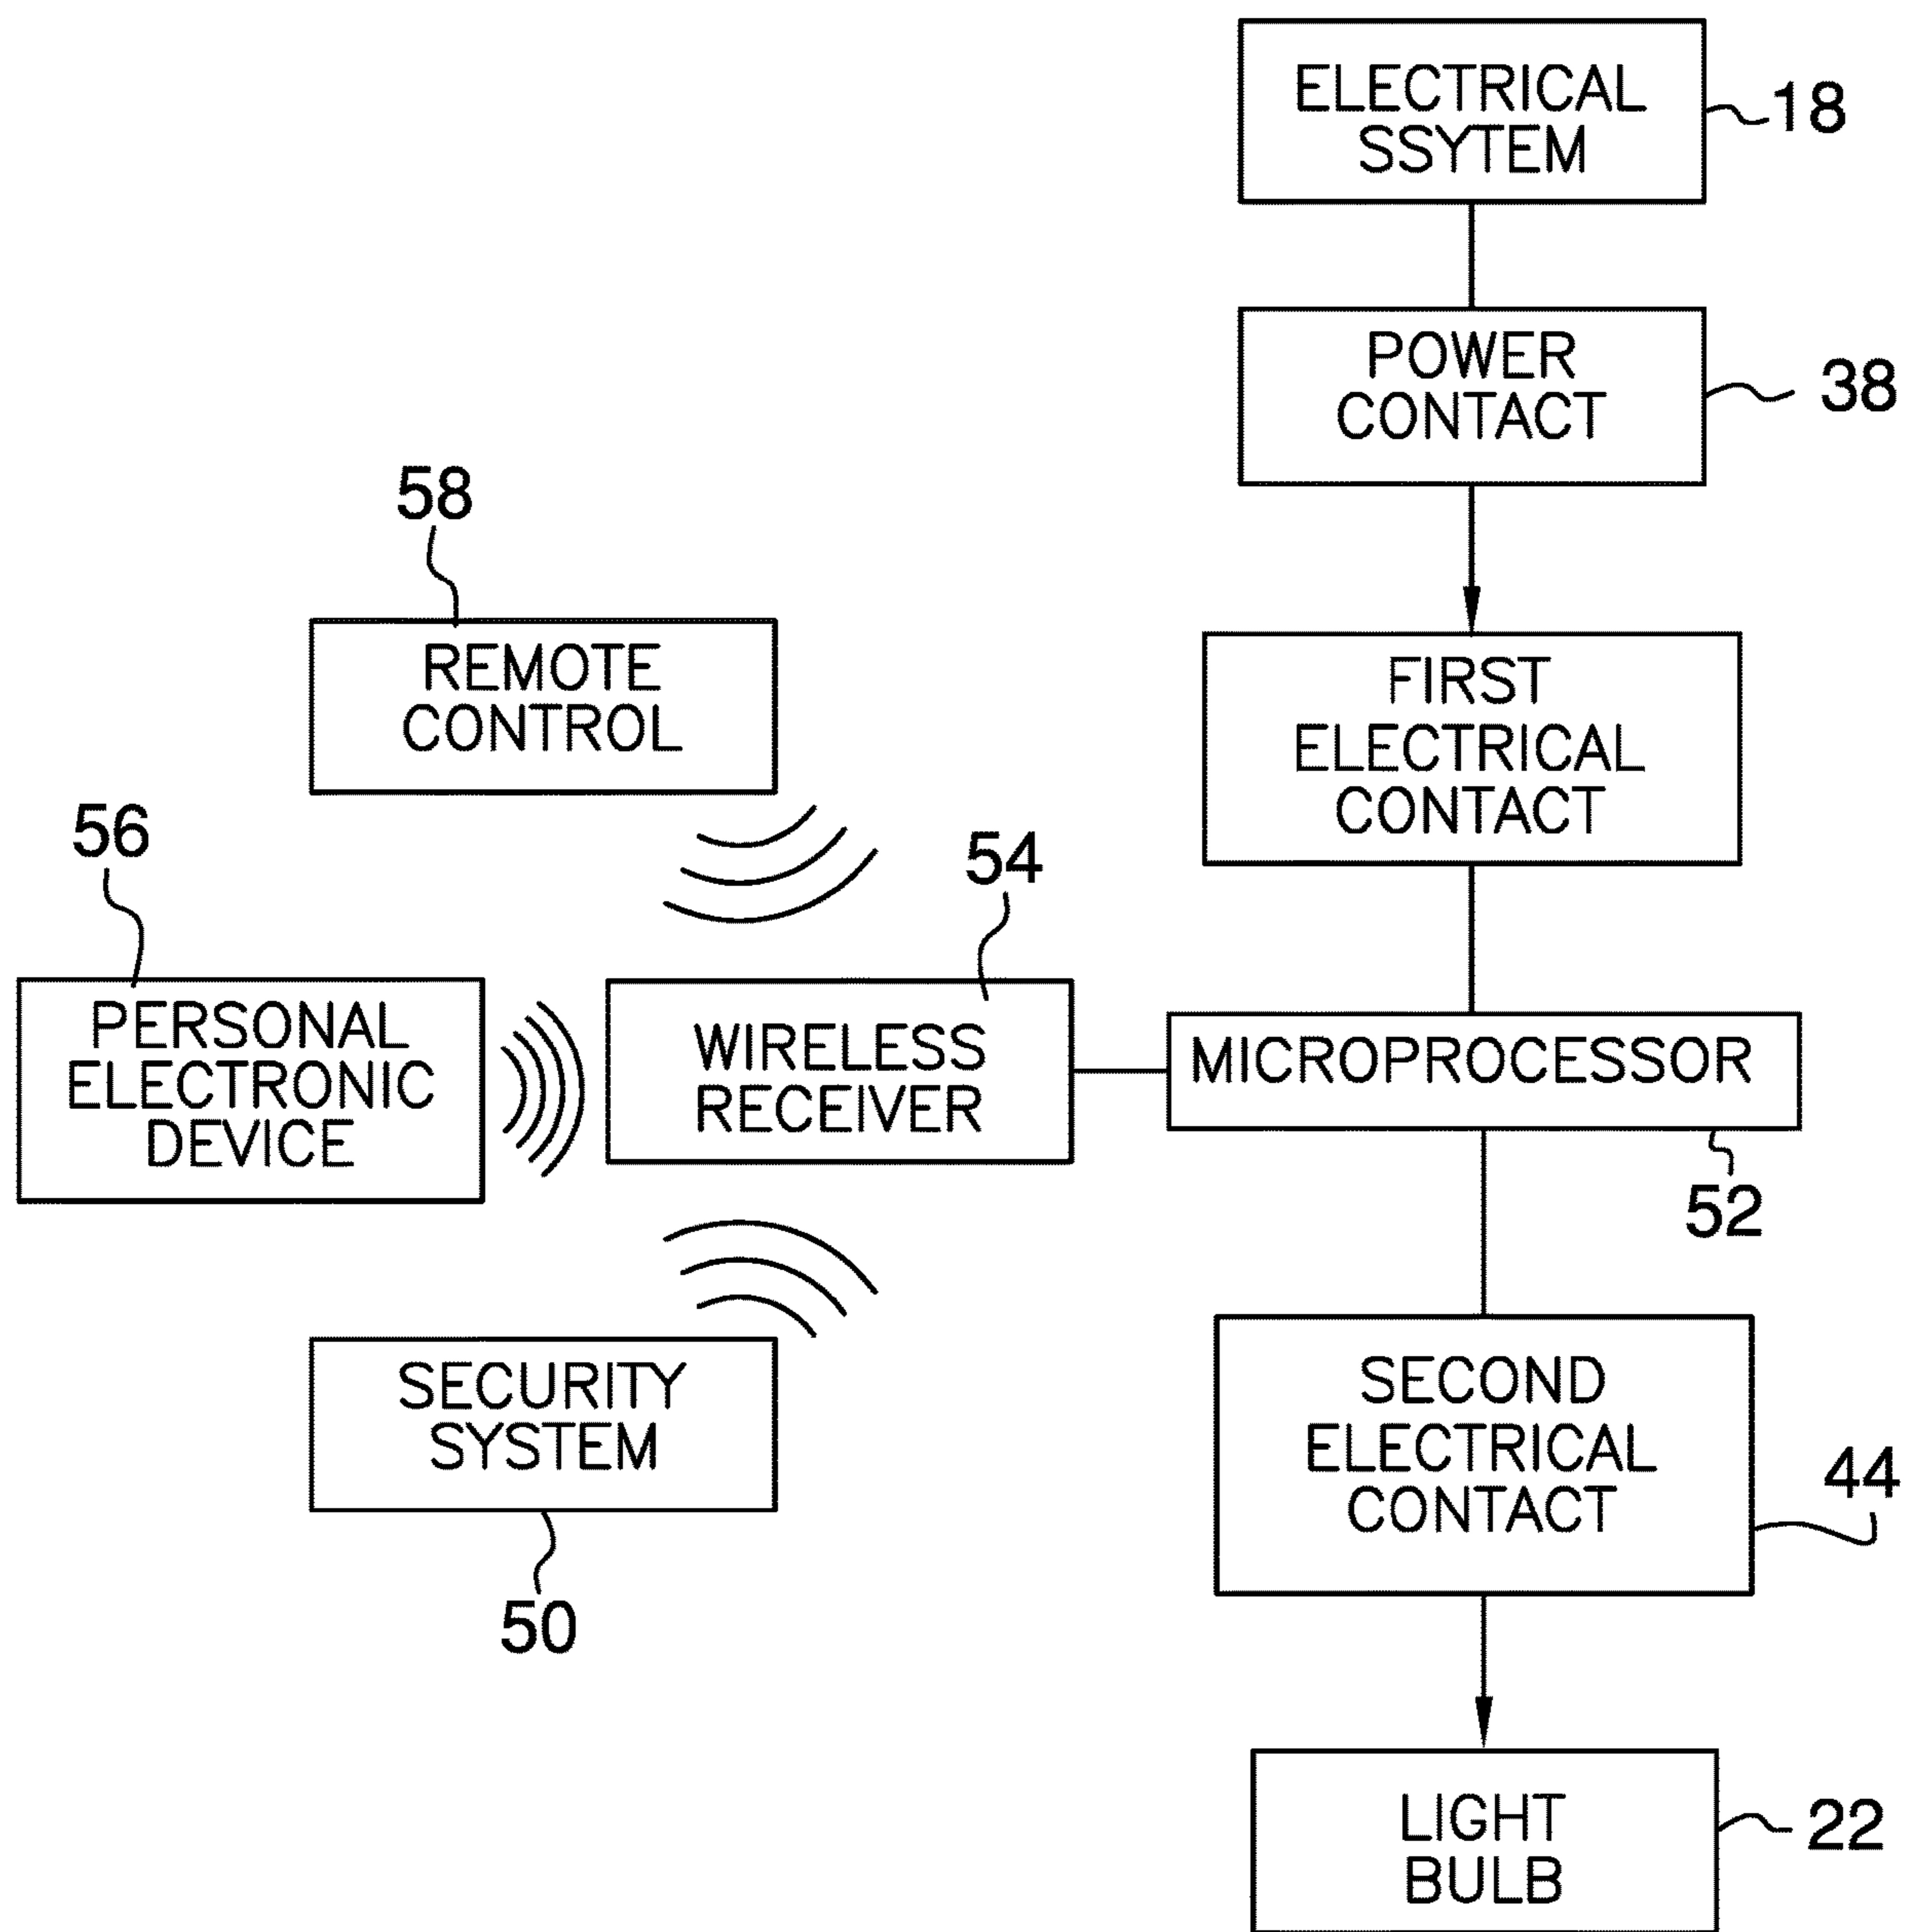 ELECTRICAL
SSYTEM
18
POWER
CONTACT
38
58
REMOTE
CONTROL
FIRST
ELECTRICAL
CONTACT
56
54
PERSONAL
ELECTRONIC
DEVICE
WIRELESS
RECEIVER
MICROPROCESSOR
52
SECURITY
SYSTEM
50
SECOND
ELECTRICAL
CONTACT
44
LIGHT
BULB
22